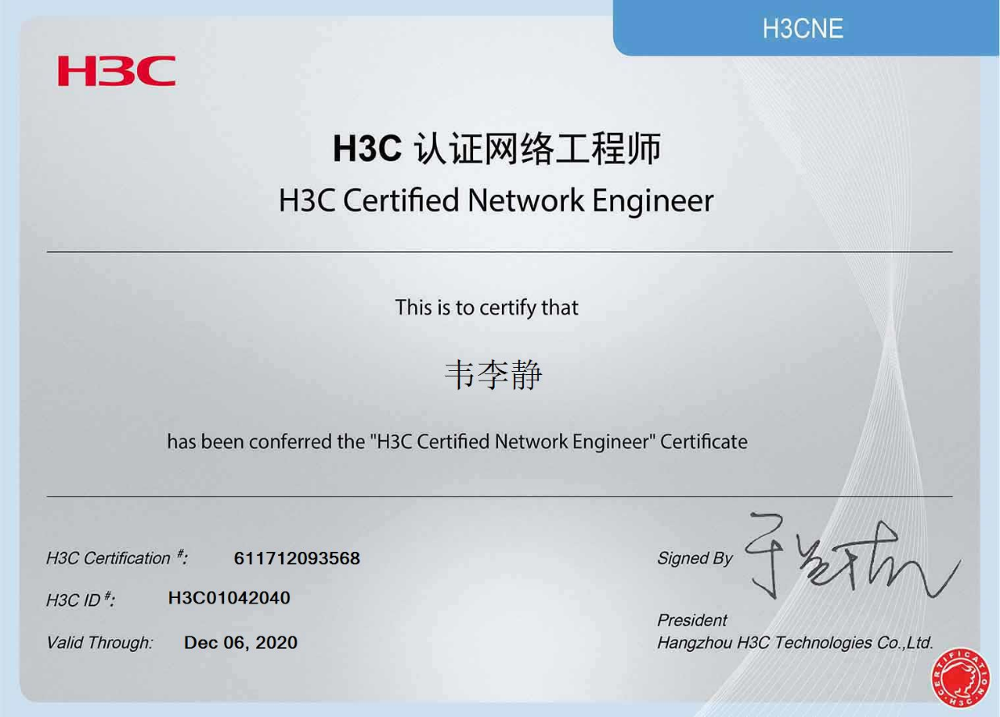 H3CNE
H3C
H3C 认证网络工程师
H3C Certified Network Engineer
This is to certify that
韦李静
has been conferred the "H3C Certified Network Engineer" Certificate
H3C Certification #: 611712093568
H3C ID #: H3C01042040
Valid Through: Dec 06, 2020
Signed By
President
Hangzhou H3C Technologies Co.,Ltd.
CERTIFICATION
·H3C·